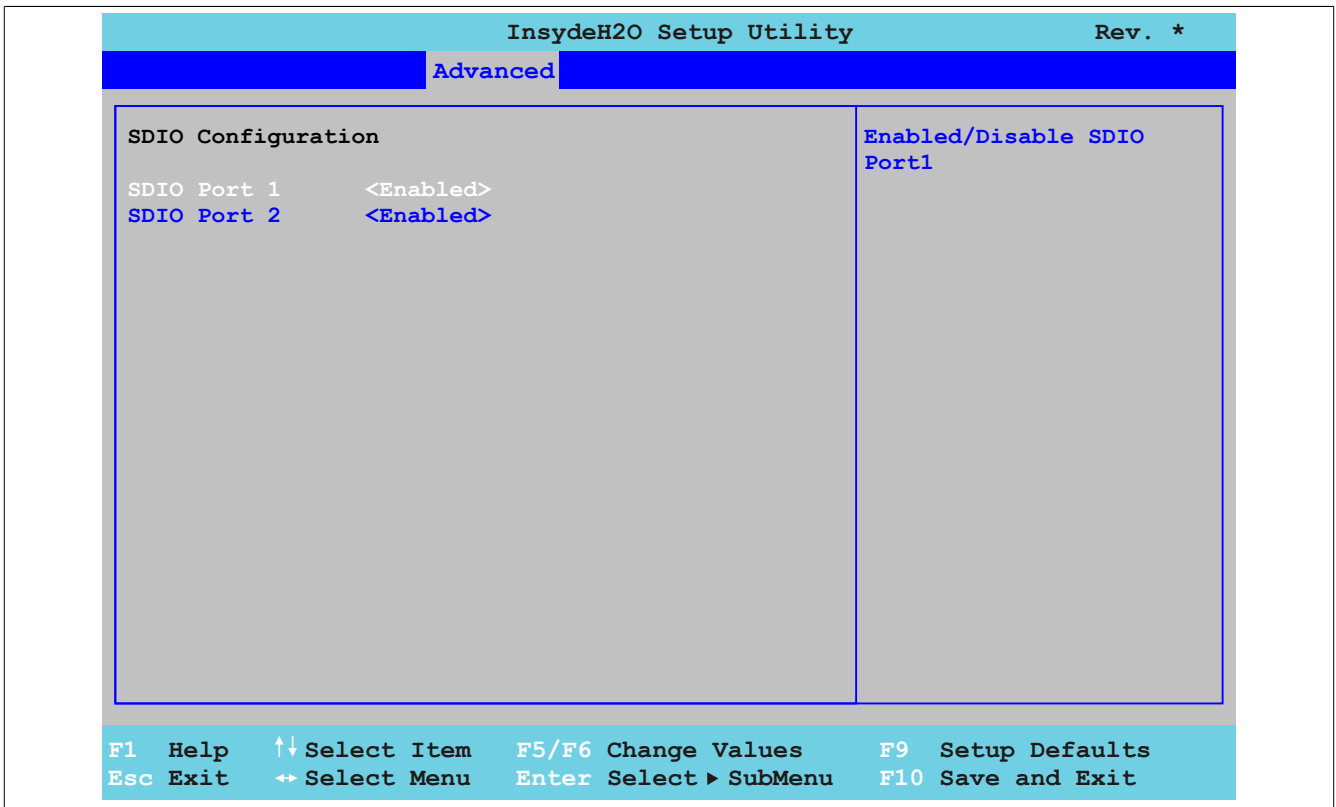 InsydeH2O Setup Utility Rev. *
Advanced
SDIO Configuration
SDIO Port 1 <Enabled>
SDIO Port 2 <Enabled>
Enabled/Disable SDIO
Port1
F1 Help ↑↓ Select Item F5/F6 Change Values F9 Setup Defaults
Esc Exit ↔ Select Menu Enter Select ▶ SubMenu F10 Save and Exit